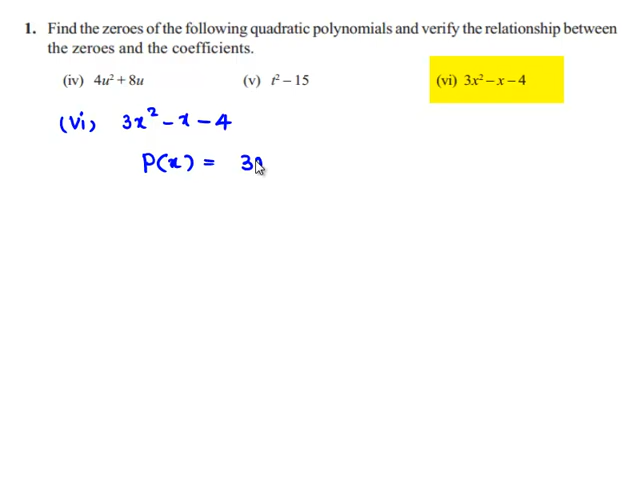 1. Find the zeroes of the following quadratic polynomials and verify the relationship between
the zeroes and the coefficients.
(iv) 4u² + 8u (v) t² – 15 (vi) 3x² – x – 4
(vi) 3x² – x – 4
P(x) = 3